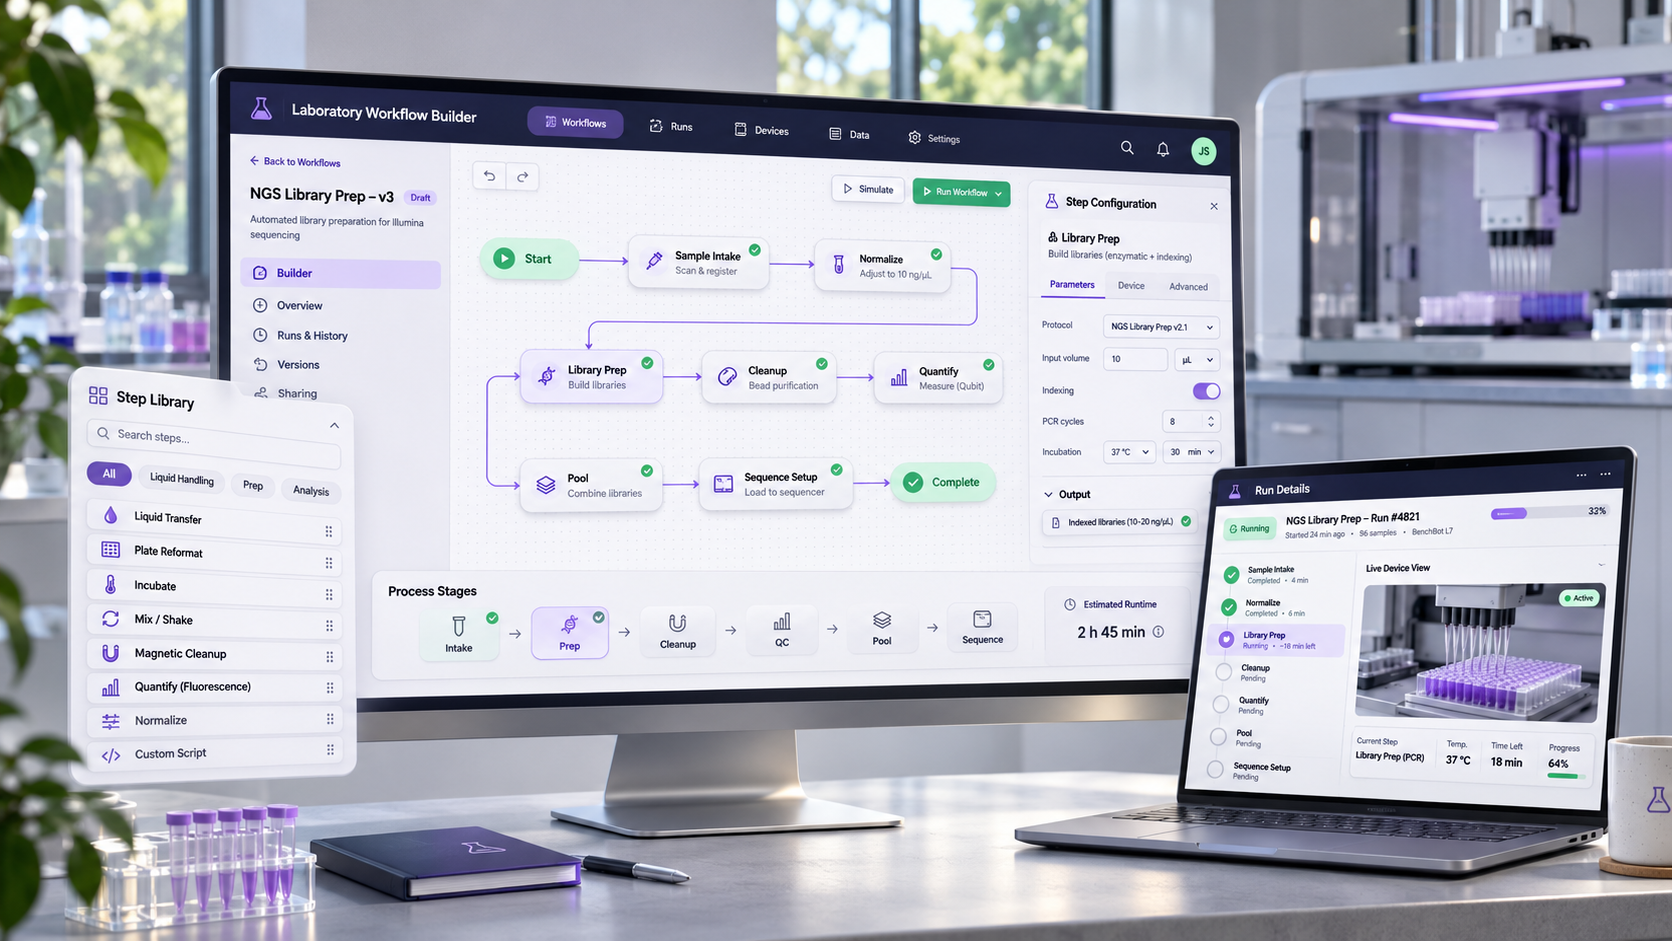 Laboratory Workflow Builder
Workflows
Runs
Devices
Data
Settings
JS
Back to Workflows
NGS Library Prep – v3
Draft
Automated library preparation for Illumina
sequencing
Builder
Overview
Runs & History
Versions
Sharing
Simulate
Run Workflow
Start
Sample Intake
Scan & register
Normalize
Adjust to 10 ng/µL
Library Prep
Build libraries
Cleanup
Bead purification
Quantify
Measure (Qubit)
Pool
Combine libraries
Sequence Setup
Load to sequencer
Complete
Step Configuration
Library Prep
Build libraries (enzymatic + indexing)
Parameters
Device
Advanced
Protocol
NGS Library Prep v2.1
Input volume
10
µL
Indexing
PCR cycles
8
Incubation
37 °C
30 min
Output
Indexed libraries (10-20 ng/µL)
Step Library
Search steps...
All
Liquid Handling
Prep
Analysis
Liquid Transfer
Plate Reformat
Incubate
Mix / Shake
Magnetic Cleanup
Quantify (Fluorescence)
Normalize
Custom Script
Process Stages
Intake
Prep
Cleanup
QC
Pool
Sequence
Estimated Runtime
2 h 45 min
Run Details
Running
NGS Library Prep – Run #4821
Started 24 min ago • 96 samples • BenchBot L7
33%
Sample Intake
Completed • 4 min
Normalize
Completed • 6 min
Library Prep
Running • ~18 min left
Cleanup
Pending
Quantify
Pending
Pool
Pending
Sequence Setup
Pending
Live Device View
Active
Current Step
Library Prep (PCR)
Temp.
37 °C
Time Left
18 min
Progress
64%